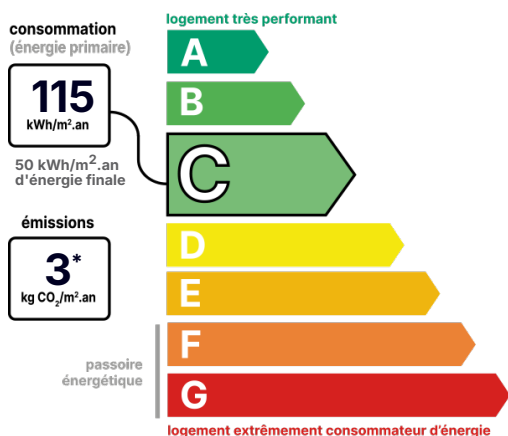 logement très performant
consommation
(énergie primaire)
115
kWh/m².an
50 kWh/m².an
d'énergie finale
émissions
3*
kg CO₂/m².an
passoire
énergétique
A
B
C
D
E
F
G
logement extrêmement consommateur d'énergie